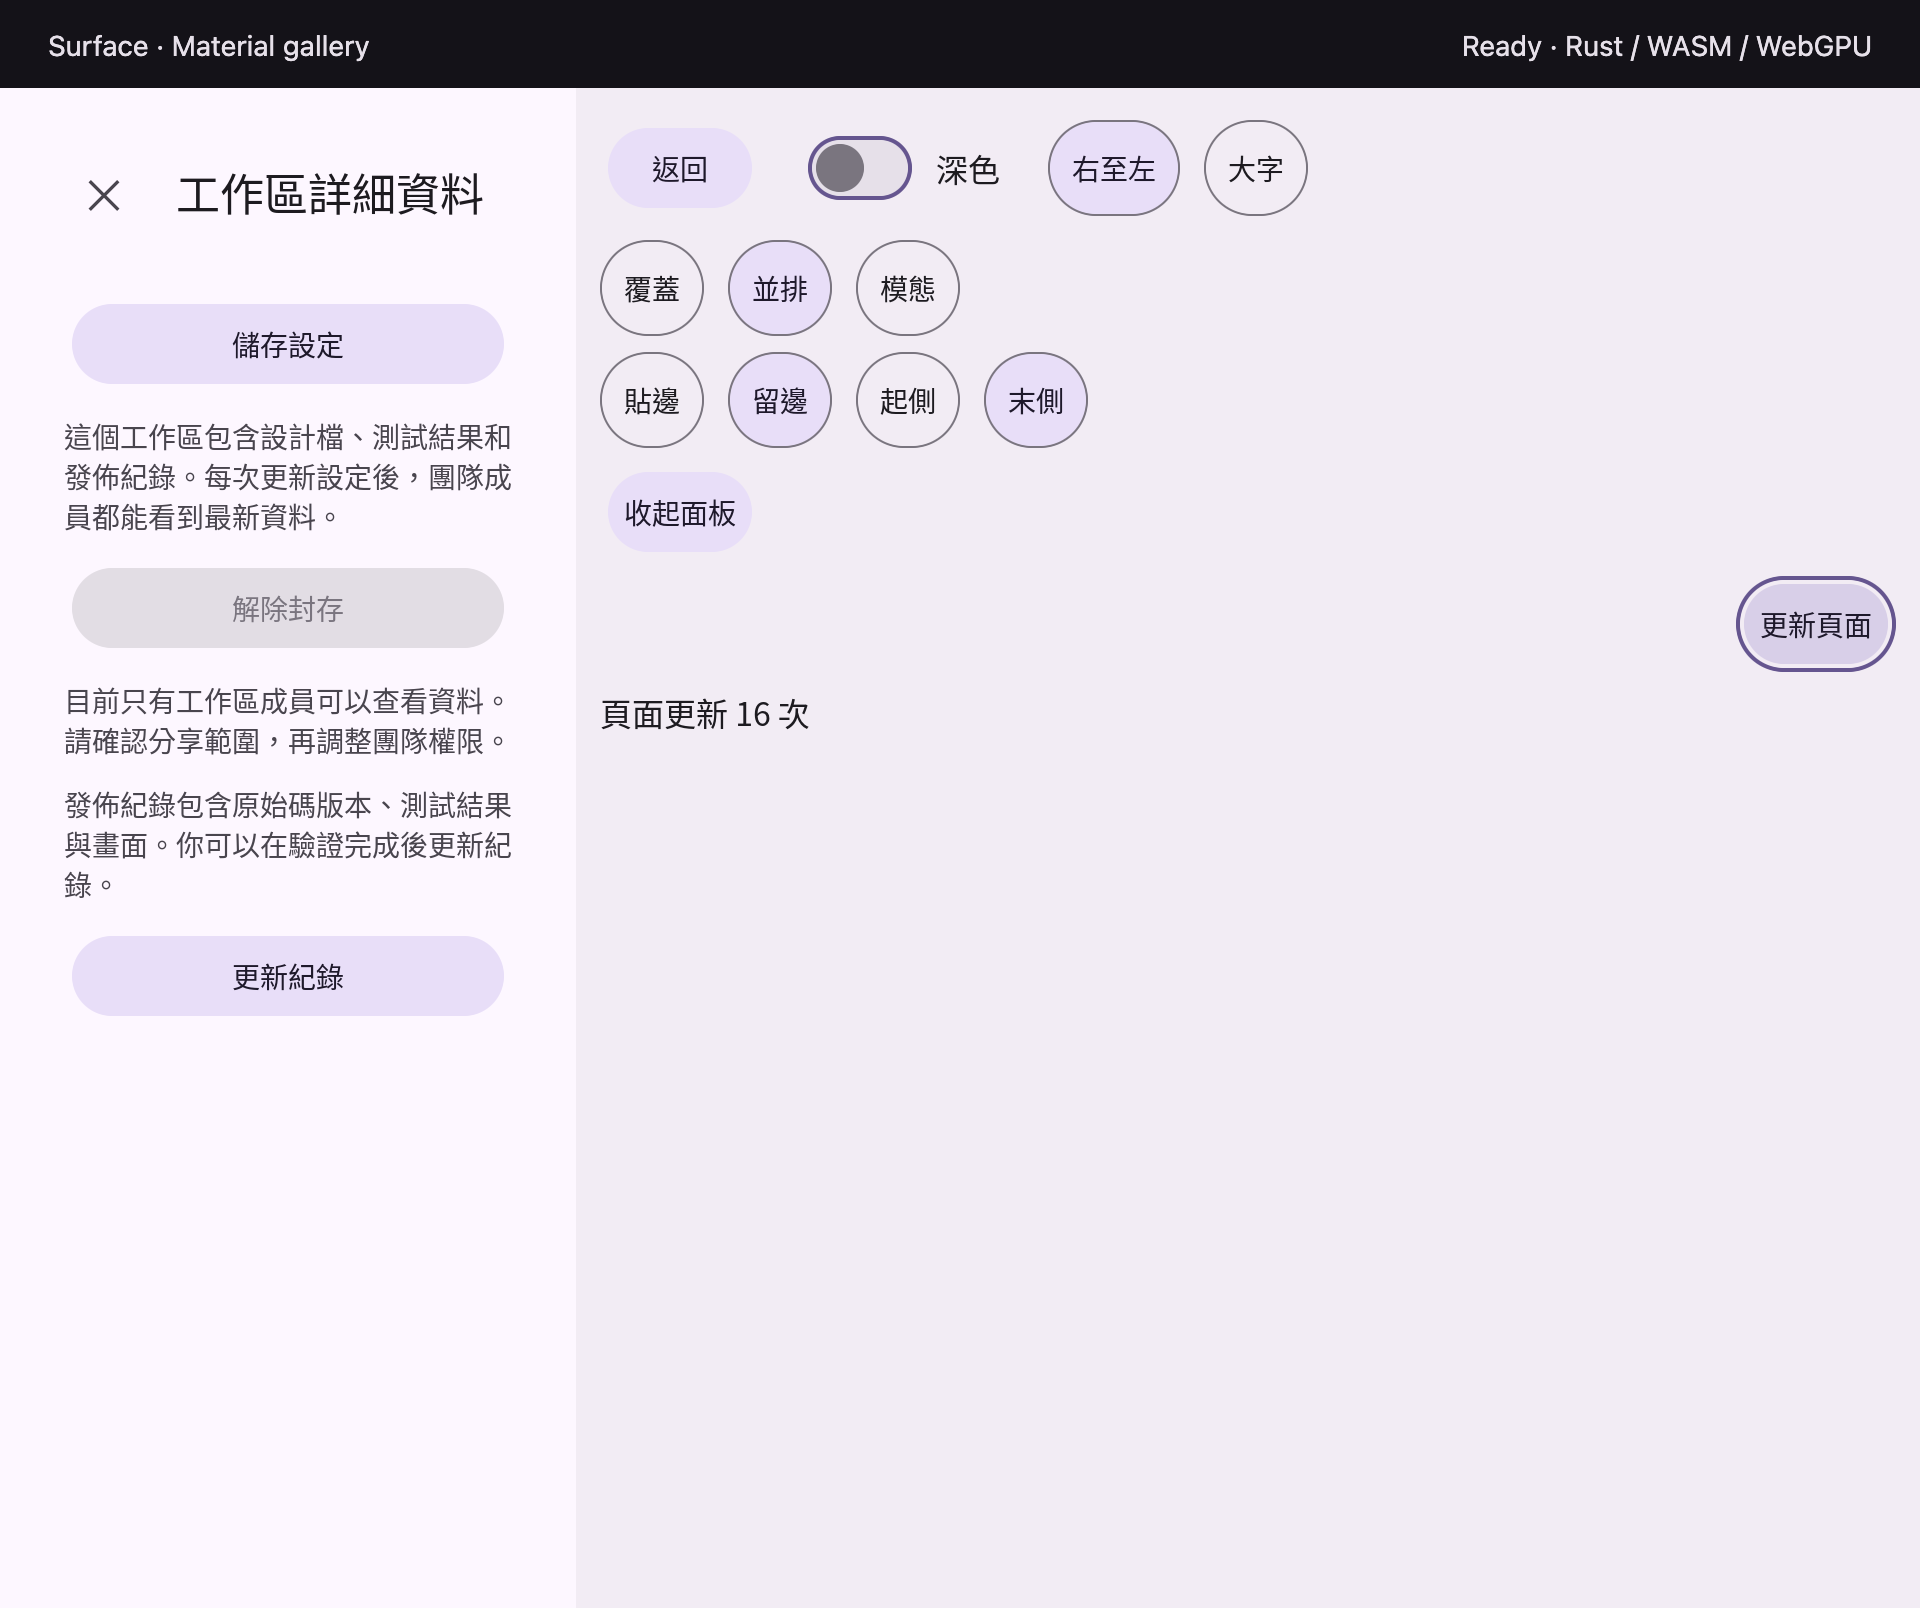 Surface · Material gallery
Ready · Rust / WASM / WebGPU
工作區詳細資料
儲存設定
這個工作區包含設計檔、測試結果和
發佈紀錄。每次更新設定後，團隊成
員都能看到最新資料。
解除封存
目前只有工作區成員可以查看資料。
請確認分享範圍，再調整團隊權限。
發佈紀錄包含原始碼版本、測試結果
與畫面。你可以在驗證完成後更新紀
錄。
更新紀錄
返回
深色
右至左
大字
覆蓋
並排
模態
貼邊
留邊
起側
末側
收起面板
更新頁面
頁面更新 16 次